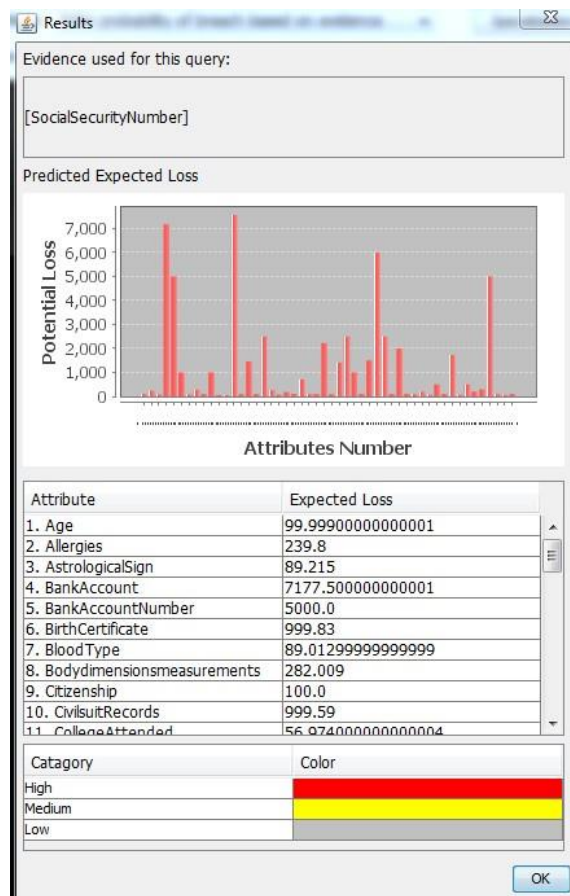 Results
Evidence used for this query:
[SocialSecurityNumber]
Predicted Expected Loss
Potential Loss
7,000
6,000
5,000
4,000
3,000
2,000
1,000
0
Attributes Number
Attribute Expected Loss
1. Age 99.99900000000001
2. Allergies 239.8
3. AstrologicalSign 89.215
4. BankAccount 7177.500000000001
5. BankAccountNumber 5000.0
6. BirthCertificate 999.83
7. BloodType 89.01299999999999
8. Bodydimensionsmeasurements 282.009
9. Citizenship 100.0
10. CivilsuitRecords 999.59
11. CollegeAttended 56.974000000000004
Catagory Color
High
Medium
Low
OK